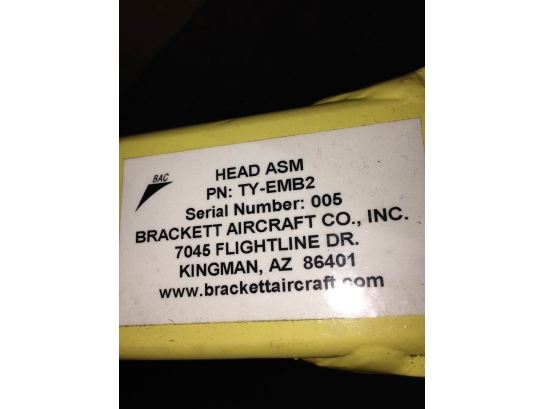 BAC
HEAD ASM
PN: TY-EMB2
Serial Number: 005
BRACKETT AIRCRAFT CO., INC.
7045 FLIGHTLINE DR.
KINGMAN, AZ 86401
www.brackettaircraft.com